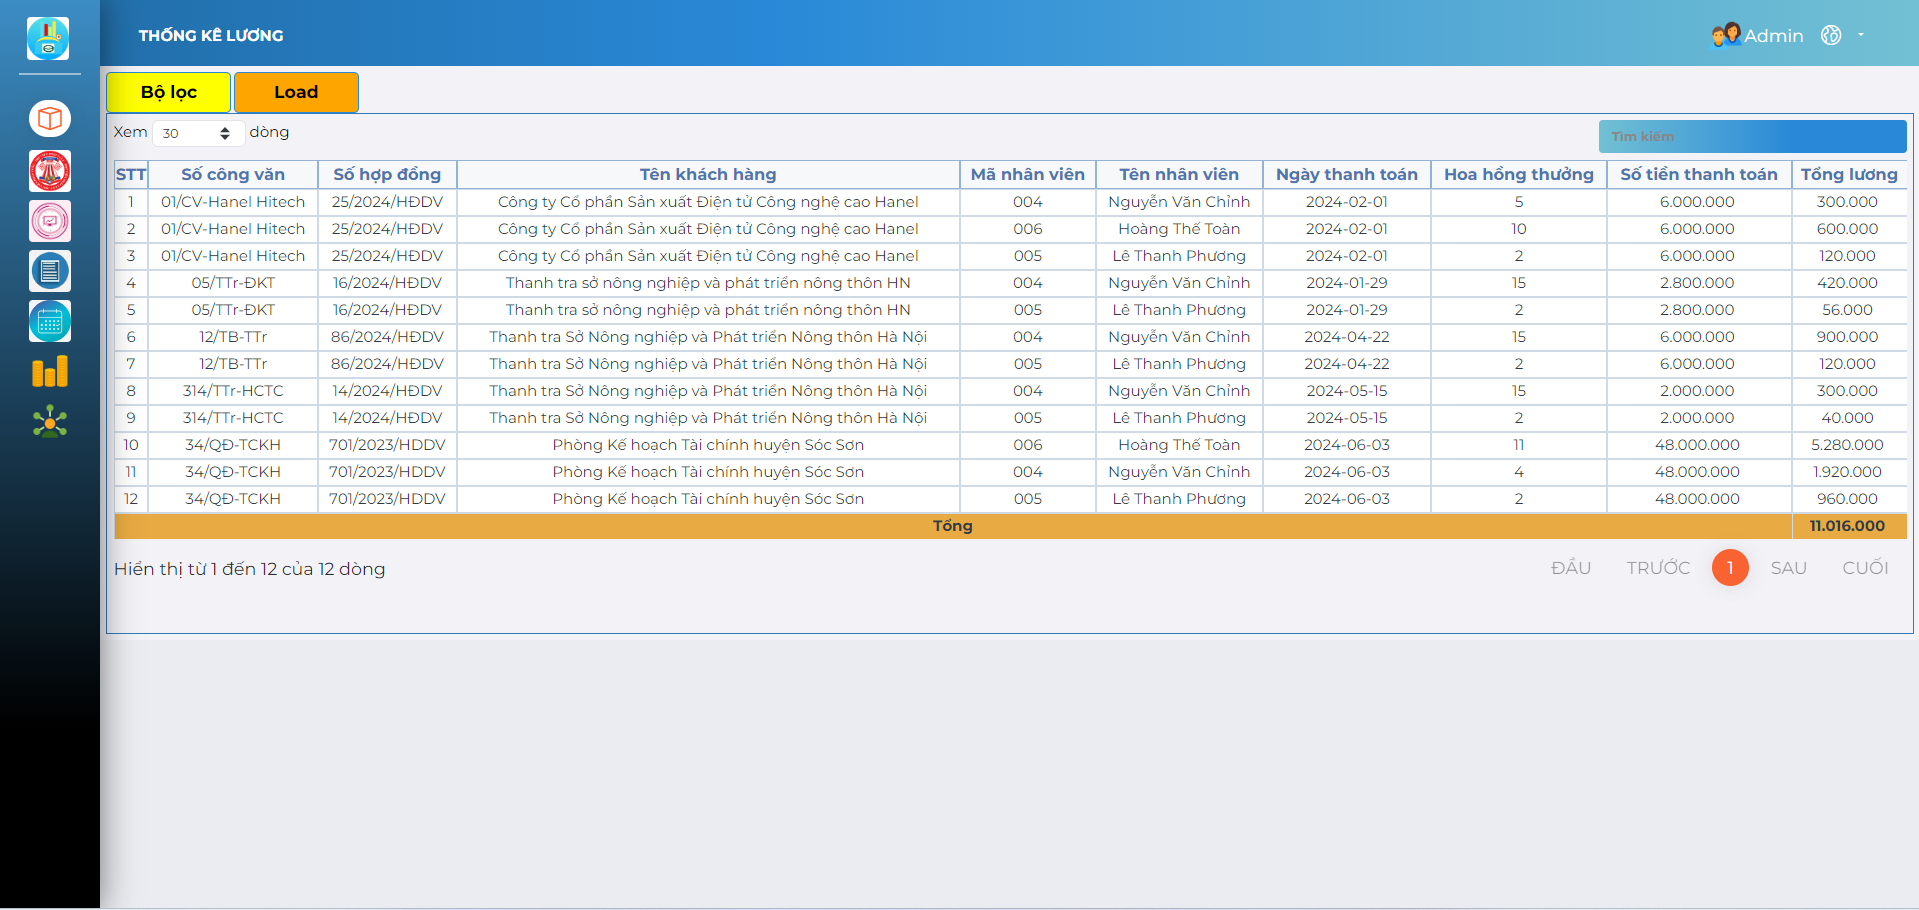 THỐNG KÊ LƯƠNG
Admin
Bộ lọc
Load
Xem 30 dòng
Tìm kiếm
STT Số công văn Số hợp đồng Tên khách hàng Mã nhân viên Tên nhân viên Ngày thanh toán Hoa hồng thưởng Số tiền thanh toán Tổng lương
1 01/CV-Hanel Hitech 25/2024/HĐDV Công ty Cổ phần Sản xuất Điện tử Công nghệ cao Hanel 004 Nguyễn Văn Chỉnh 2024-02-01 5 6.000.000 300.000
2 01/CV-Hanel Hitech 25/2024/HĐDV Công ty Cổ phần Sản xuất Điện tử Công nghệ cao Hanel 006 Hoàng Thế Toàn 2024-02-01 10 6.000.000 600.000
3 01/CV-Hanel Hitech 25/2024/HĐDV Công ty Cổ phần Sản xuất Điện tử Công nghệ cao Hanel 005 Lê Thanh Phương 2024-02-01 2 6.000.000 120.000
4 05/TTr-ĐKT 16/2024/HĐDV Thanh tra sở nông nghiệp và phát triển nông thôn HN 004 Nguyễn Văn Chỉnh 2024-01-29 15 2.800.000 420.000
5 05/TTr-ĐKT 16/2024/HĐDV Thanh tra sở nông nghiệp và phát triển nông thôn HN 005 Lê Thanh Phương 2024-01-29 2 2.800.000 56.000
6 12/TB-TTr 86/2024/HĐDV Thanh tra Sở Nông nghiệp và Phát triển Nông thôn Hà Nội 004 Nguyễn Văn Chỉnh 2024-04-22 15 6.000.000 900.000
7 12/TB-TTr 86/2024/HĐDV Thanh tra Sở Nông nghiệp và Phát triển Nông thôn Hà Nội 005 Lê Thanh Phương 2024-04-22 2 6.000.000 120.000
8 314/TTr-HCTC 14/2024/HĐDV Thanh tra Sở Nông nghiệp và Phát triển Nông thôn Hà Nội 004 Nguyễn Văn Chỉnh 2024-05-15 15 2.000.000 300.000
9 314/TTr-HCTC 14/2024/HĐDV Thanh tra Sở Nông nghiệp và Phát triển Nông thôn Hà Nội 005 Lê Thanh Phương 2024-05-15 2 2.000.000 40.000
10 34/QĐ-TCKH 701/2023/HDDV Phòng Kế hoạch Tài chính huyện Sóc Sơn 006 Hoàng Thế Toàn 2024-06-03 11 48.000.000 5.280.000
11 34/QĐ-TCKH 701/2023/HDDV Phòng Kế hoạch Tài chính huyện Sóc Sơn 004 Nguyễn Văn Chỉnh 2024-06-03 4 48.000.000 1.920.000
12 34/QĐ-TCKH 701/2023/HDDV Phòng Kế hoạch Tài chính huyện Sóc Sơn 005 Lê Thanh Phương 2024-06-03 2 48.000.000 960.000
Tổng 11.016.000
Hiển thị từ 1 đến 12 của 12 dòng
ĐẦU TRƯỚC 1 SAU CUỐI